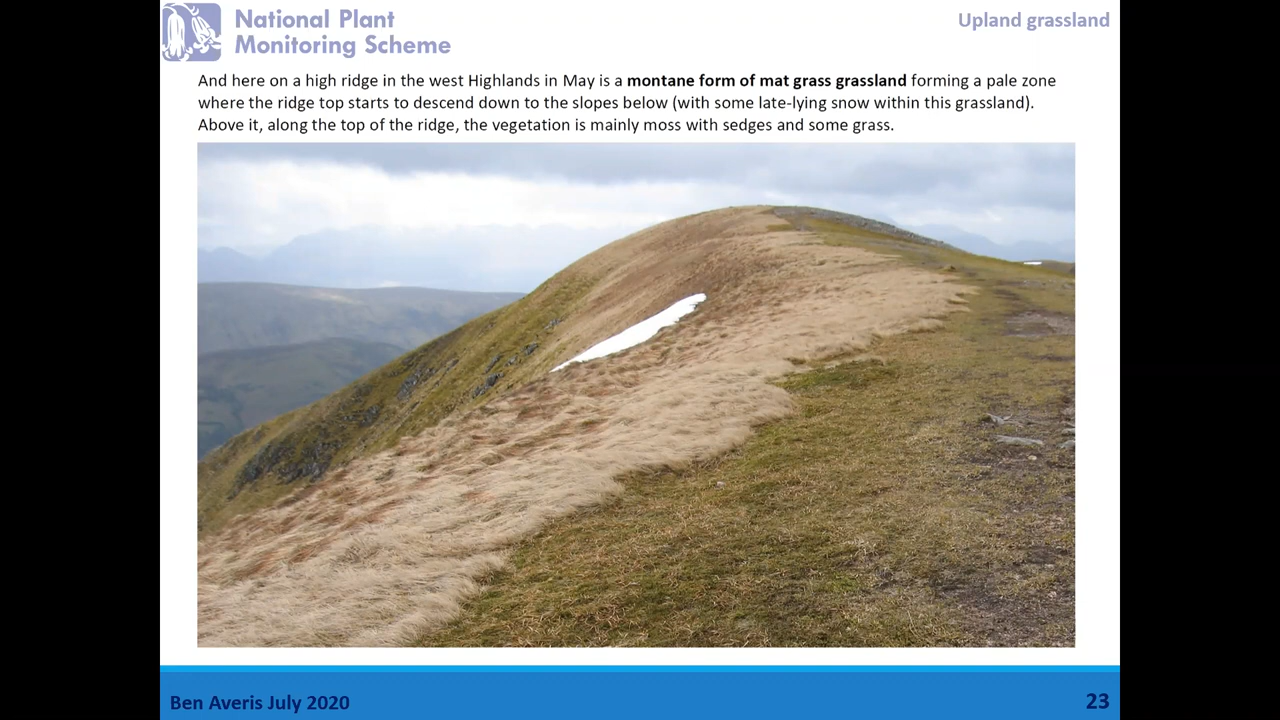 National Plant
Monitoring Scheme
Upland grassland
And here on a high ridge in the west Highlands in May is a montane form of mat grass grassland forming a pale zone
where the ridge top starts to descend down to the slopes below (with some late-lying snow within this grassland).
Above it, along the top of the ridge, the vegetation is mainly moss with sedges and some grass.
Ben Averis July 2020
23